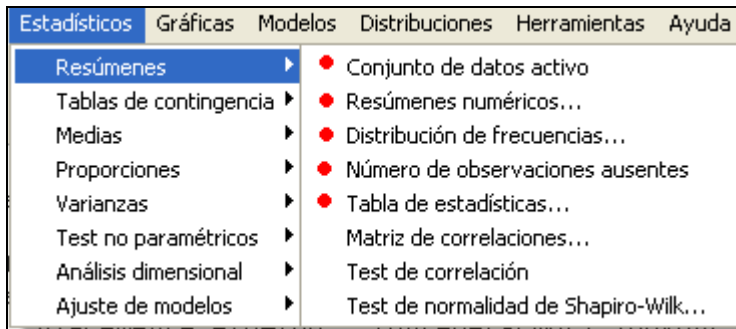 Estadísticos Gráficas Modelos Distribuciones Herramientas Ayuda
Resúmenes
Tablas de contingencia
Medias
Proporciones
Varianzas
Test no paramétricos
Análisis dimensional
Ajuste de modelos
Conjunto de datos activo
Resúmenes numéricos...
Distribución de frecuencias...
Número de observaciones ausentes
Tabla de estadísticas...
Matriz de correlaciones...
Test de correlación
Test de normalidad de Shapiro-Wilk...